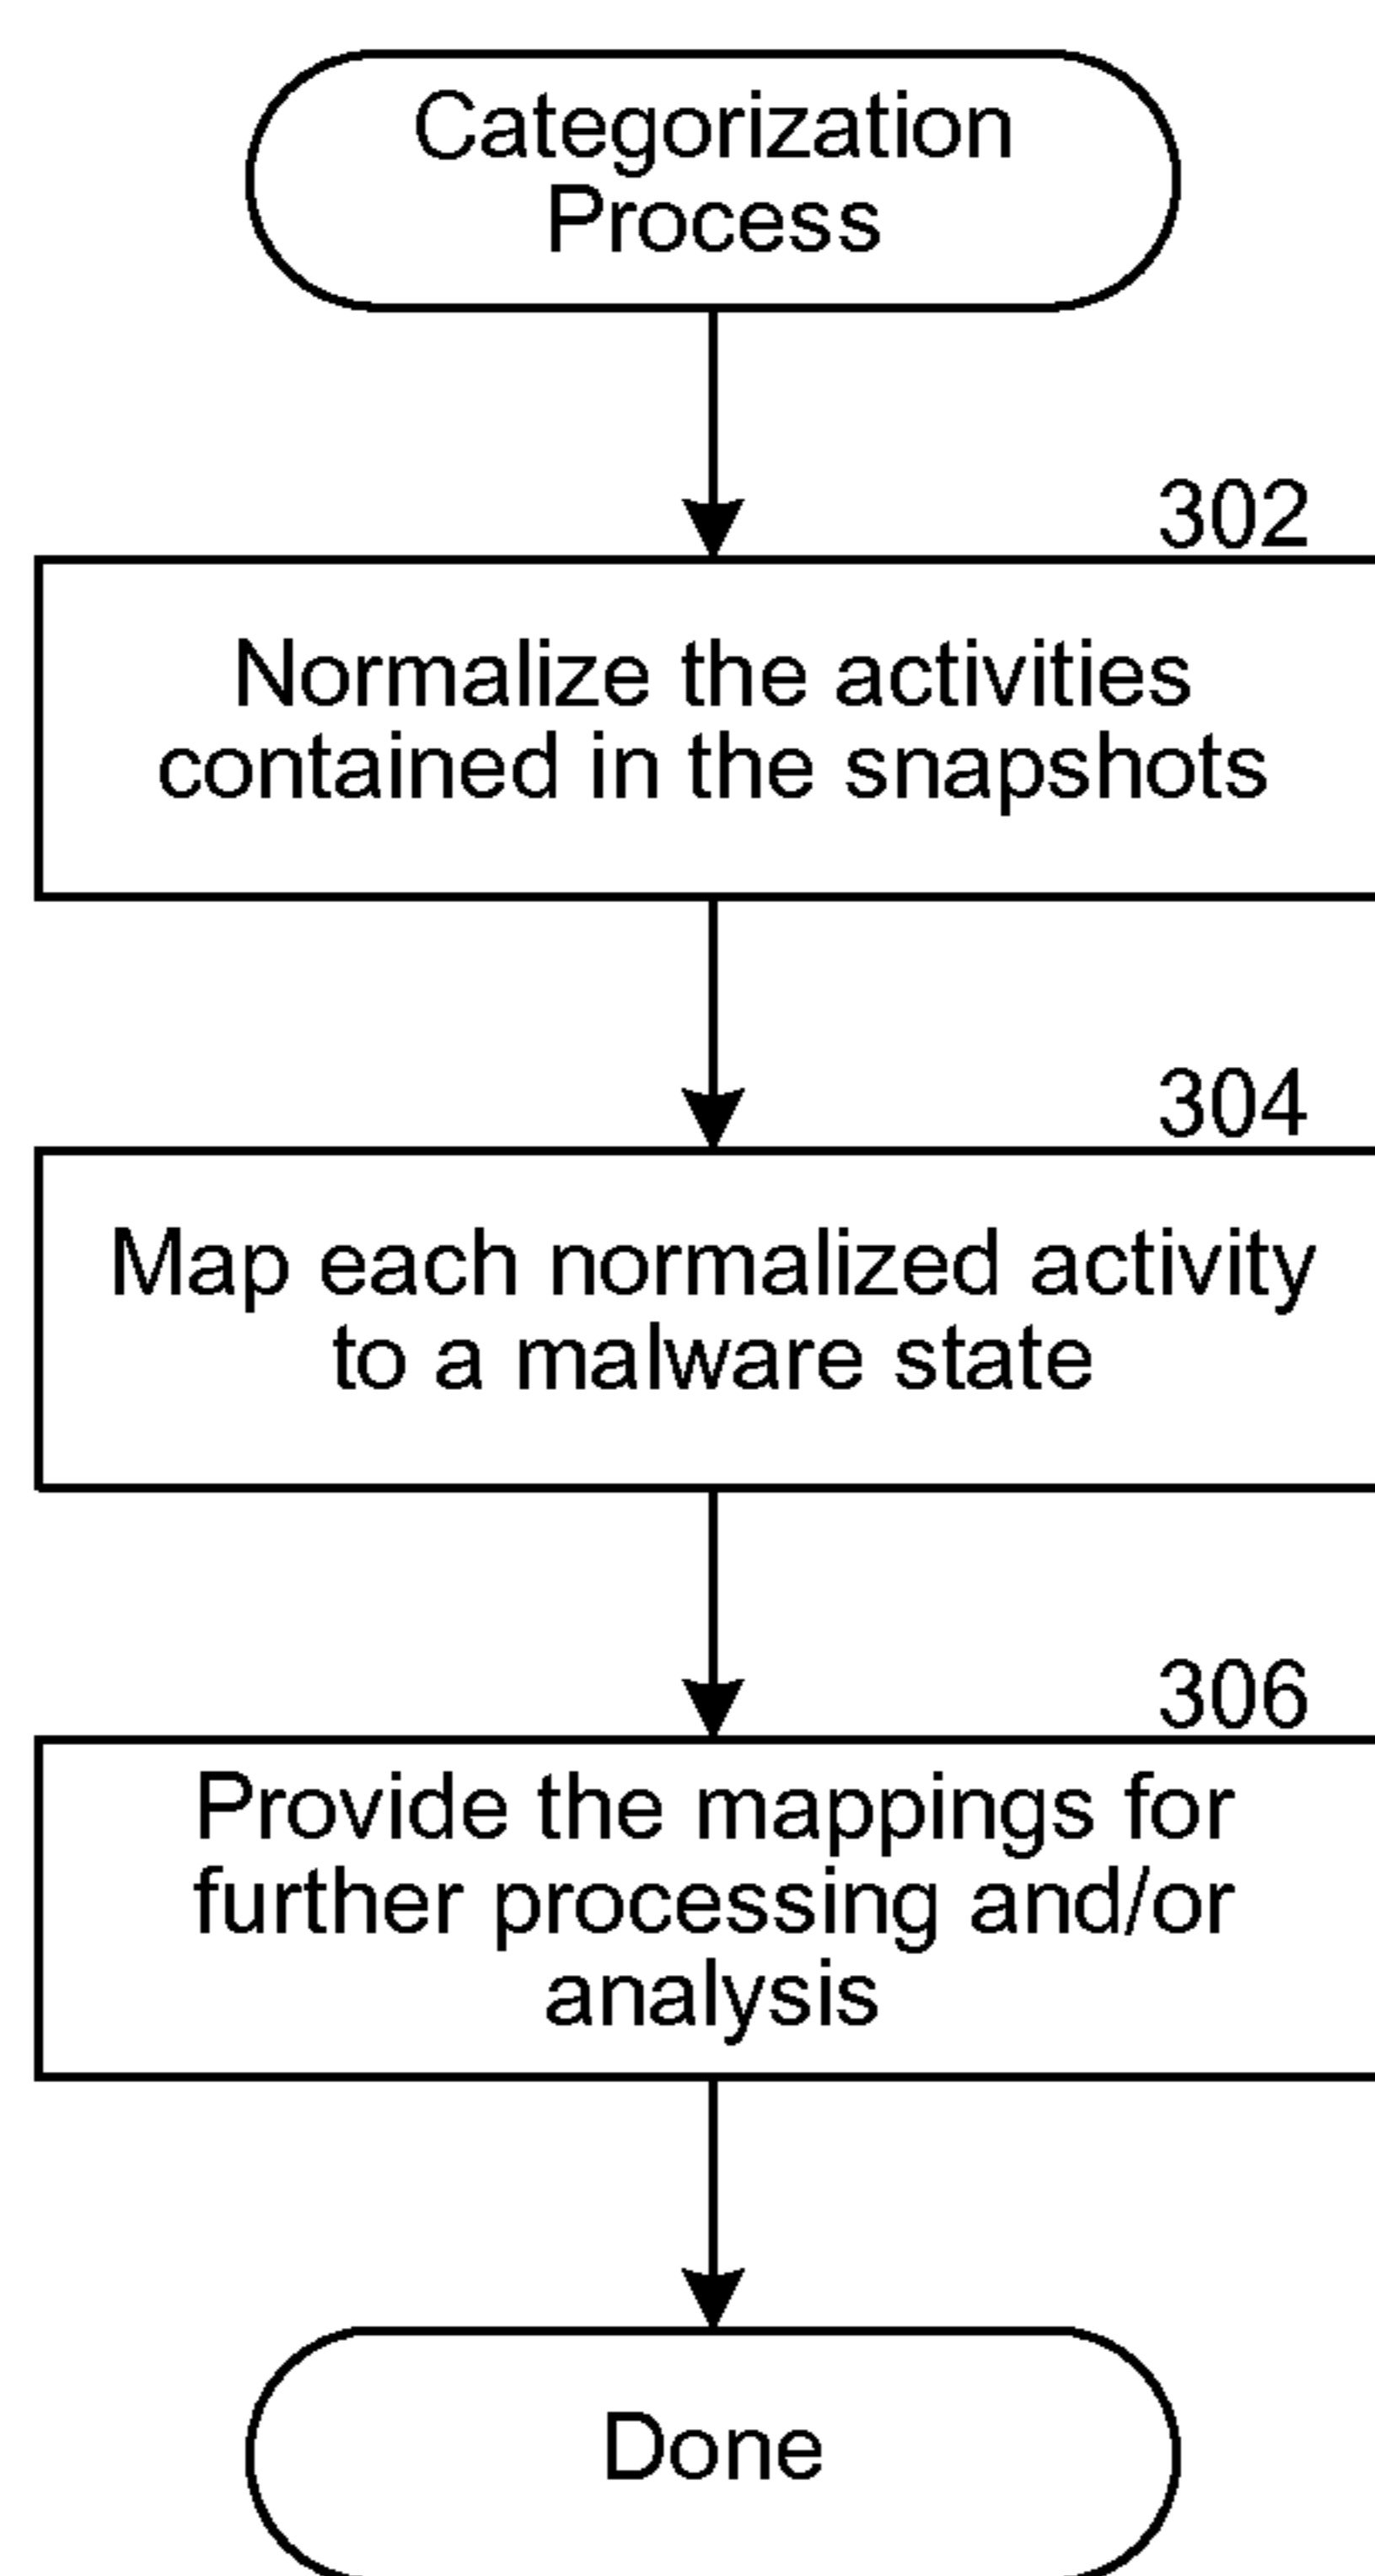 Categorization
Process
302
Normalize the activities
contained in the snapshots
304
Map each normalized activity
to a malware state
306
Provide the mappings for
further processing and/or
analysis
Done